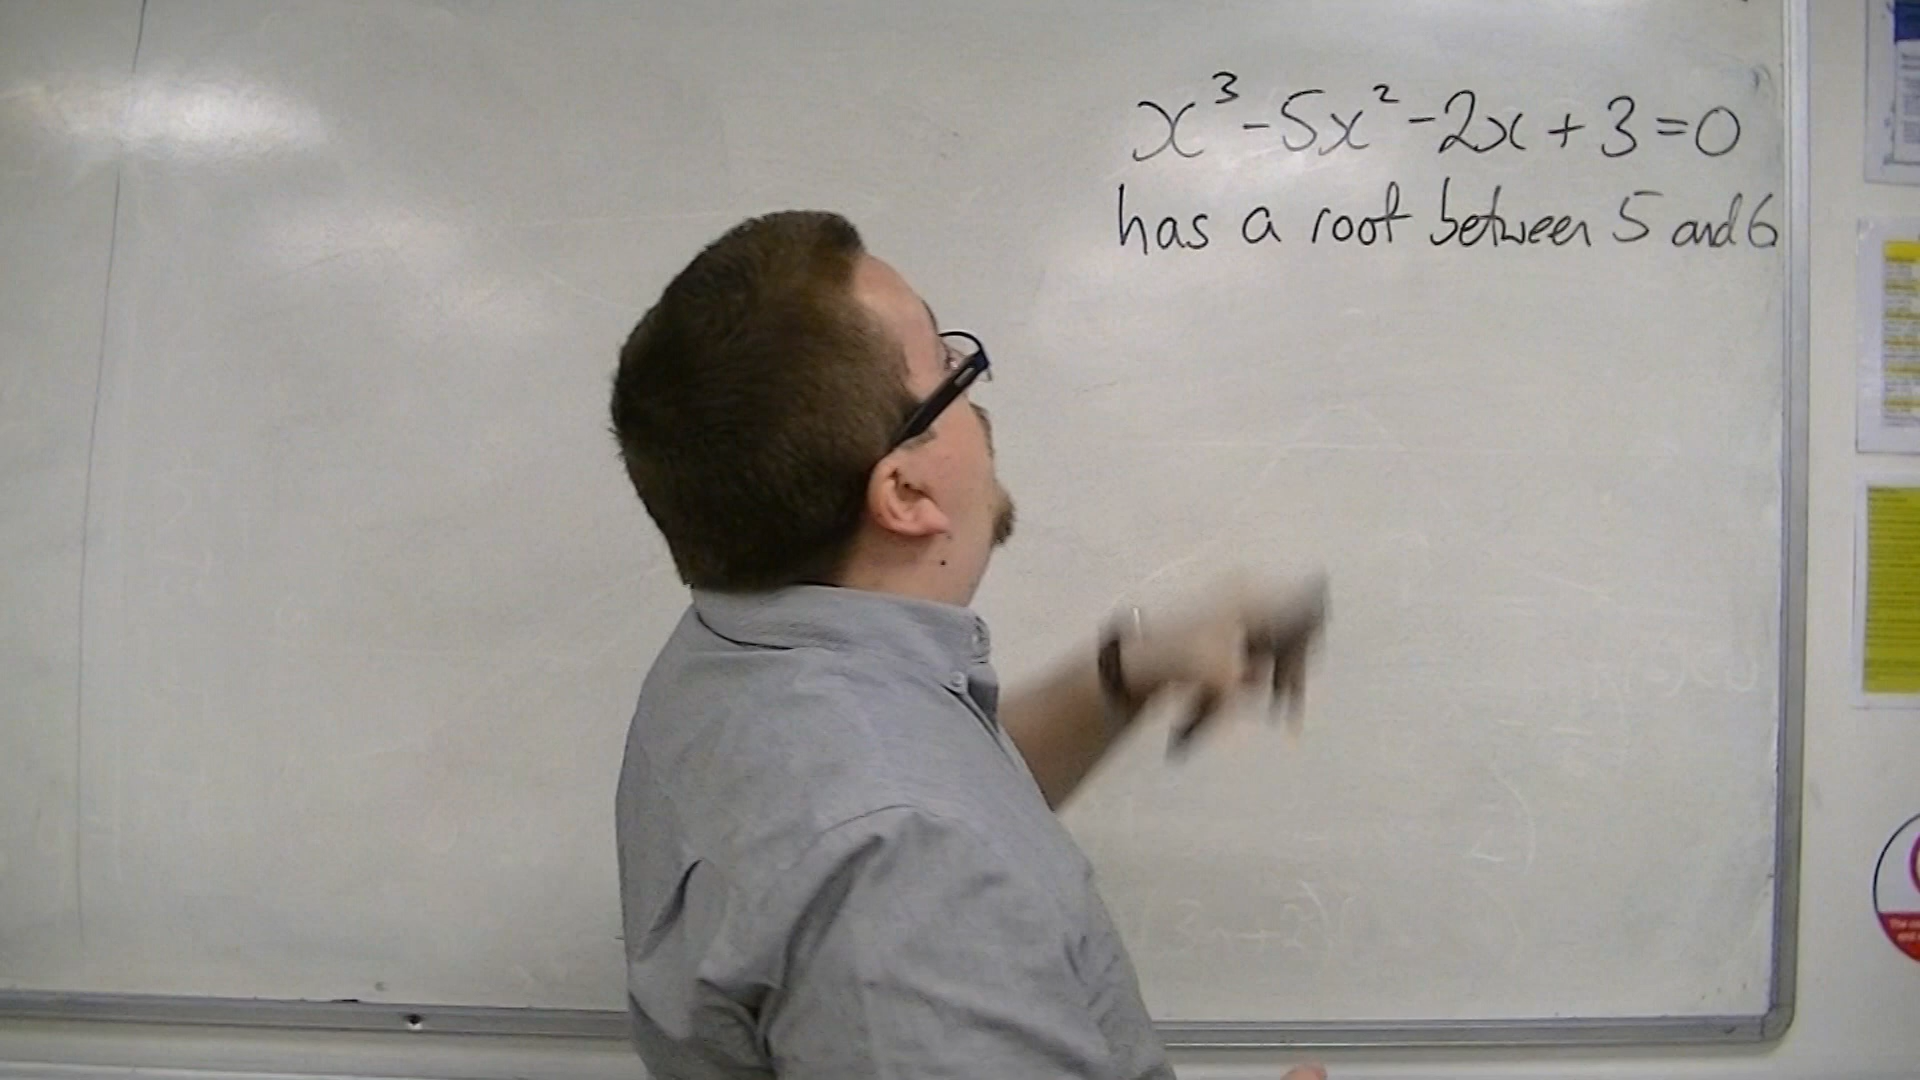 x³-5x²-2x+3=0
has a root between 5 and 6